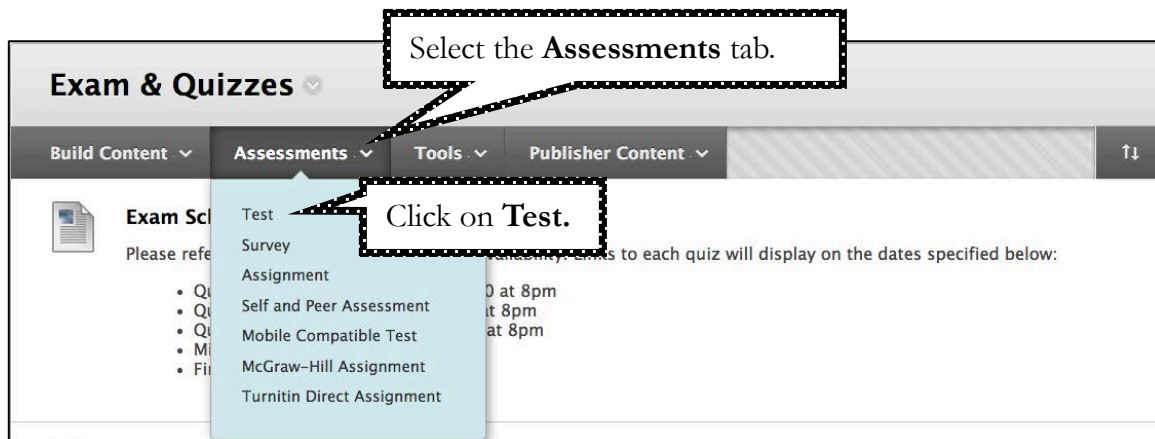 Select the Assessments tab.
Exam & Quizzes
Build Content
Assessments
Tools
Publisher Content
Exam
Click on Test.
Please to each quiz will display on the dates specified below:
at 8pm
at 8pm
at 8pm
Test
Survey
Assignment
Self and Peer Assessment
Mobile Compatible Test
McGraw-Hill Assignment
Turnitin Direct Assignment